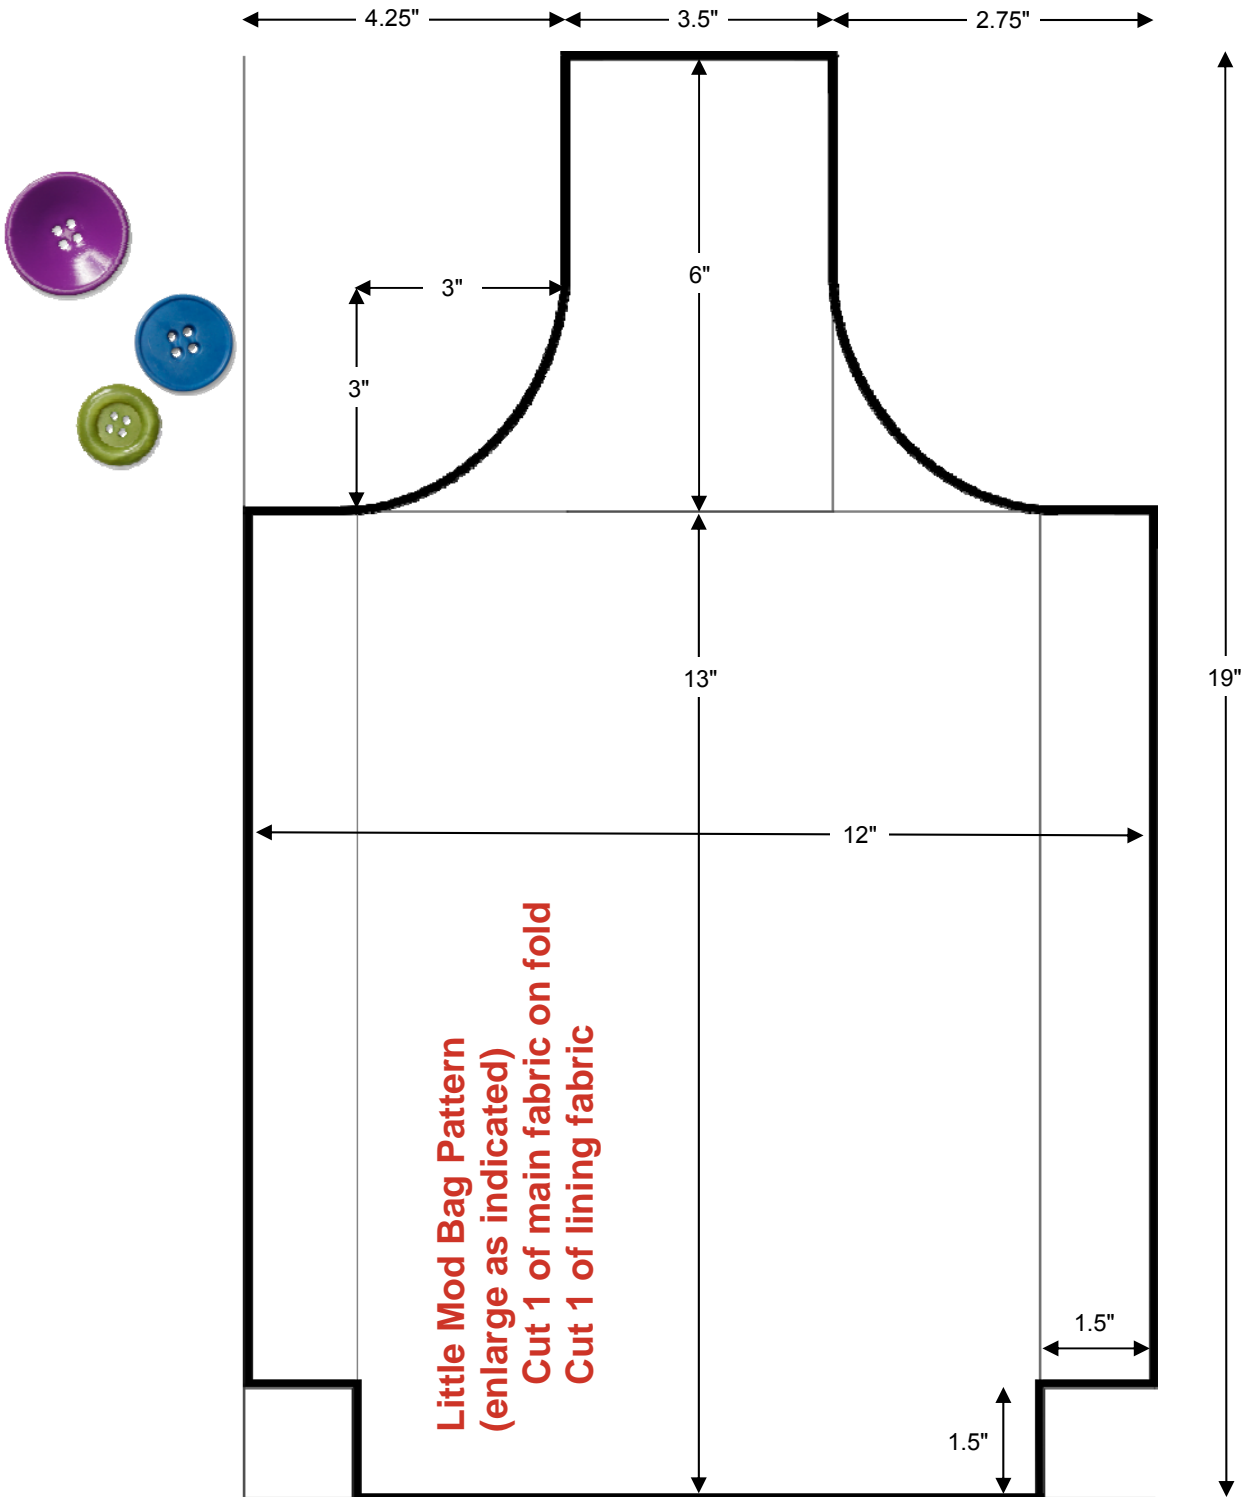 4.25" 3.5" 2.75"
6"
3"
3"
13"
19"
12"
Little Mod Bag Pattern
(enlarge as indicated)
Cut 1 of main fabric on fold
Cut 1 of lining fabric
1.5"
1.5"